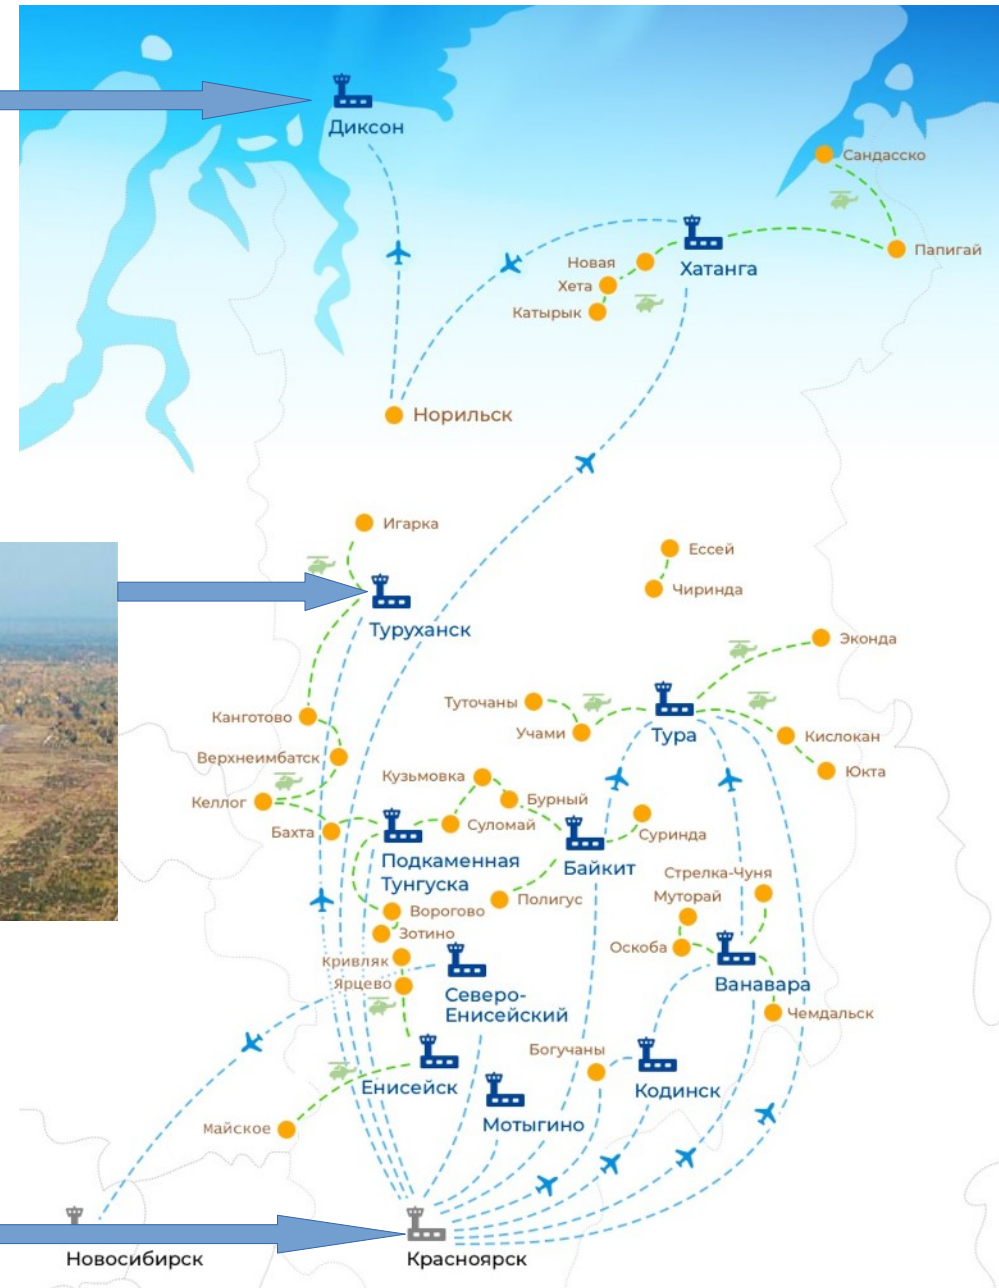 Диксон
Сандасско
Папигай
Хатанга
Новая
Хета
Катырык
Норильск
Игарка
Ессей
Чиринда
Туруханск
Эконда
Туточаны
Учами
Тура
Кислокан
Юкта
Канготово
Верхнеимбатск
Келлог
Бахта
Кузьмовка
Бурный
Суломай
Суринда
Подкаменная
Тунгуска
Байкит
Полигус
Стрелка-Чуня
Муторай
Оскоба
Ванавара
Чемдальск
Ворогово
Зотино
Кривляк
Ярцево
Северо-
Енисейский
Богучаны
Кодинск
Енисейск
Мотыгино
Майское
Новосибирск
Красноярск